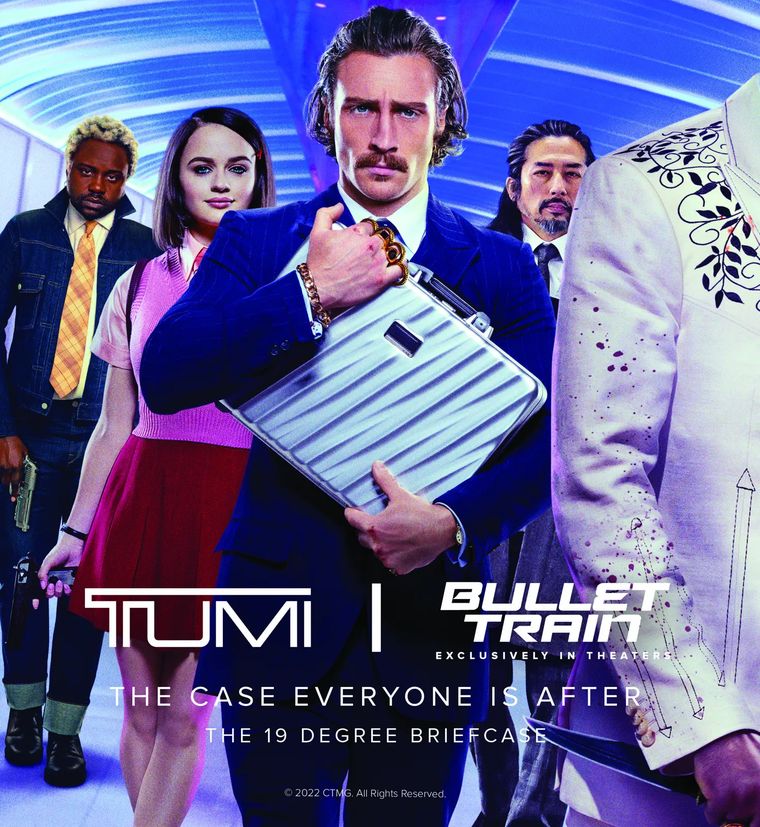 TUMI | BULLET TRAIN
EXCLUSIVELY IN THEATERS
THE CASE EVERYONE IS AFTER
THE 19 DEGREE BRIEFCASE
© 2022 CTMG. All Rights Reserved.